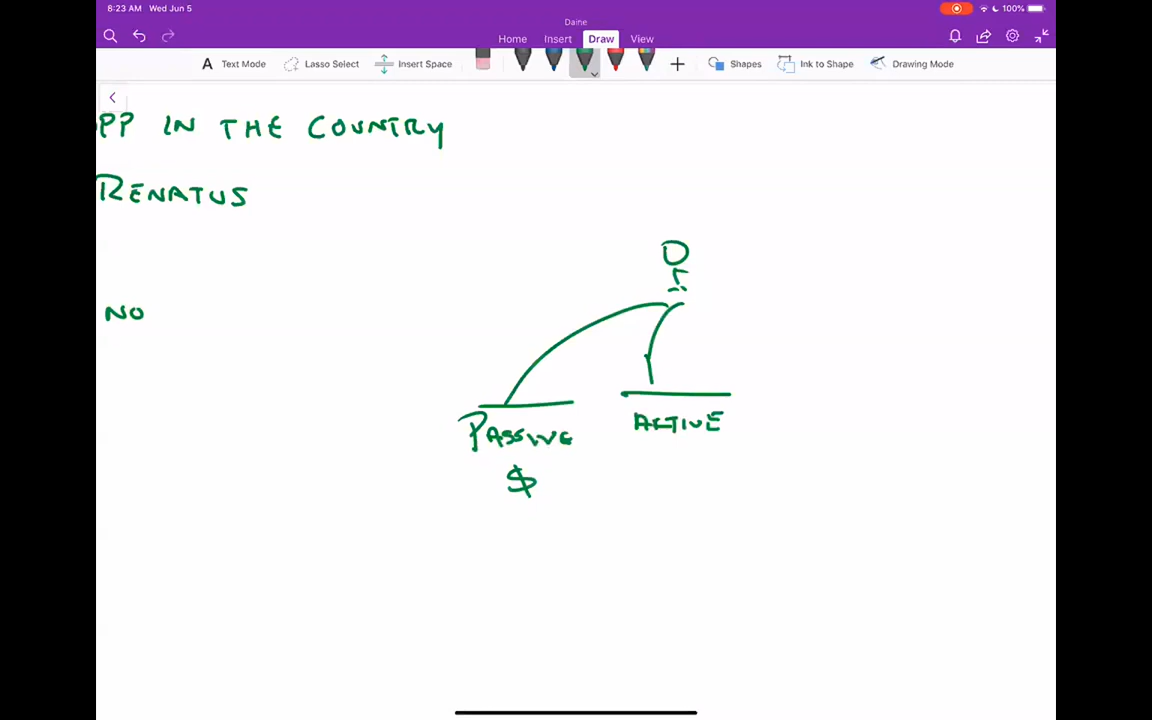 8:23 AM Wed Jun 5
100%
Daine
Home Insert Draw View
A Text Mode Lasso Select Insert Space Shapes Ink to Shape Drawing Mode
PP IN THE COUNTRY
RENATUS
D
NO
PASSIVE ACTIVE
$